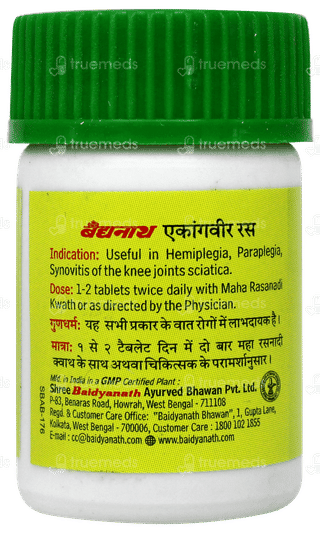 truemeds
बैद्यनाथ एकांगवीर रस
Indication: Useful in Hemiplegia, Paraplegia,
Synovitis of the knee joints sciatica.
Dose: 1-2 tablets twice daily with Maha Rasanadi
Kwath or as directed by the Physician.
गुणधर्म: यह सभी प्रकार के वात रोगों में लाभदायक है।
मात्रा: १ से २ टैबलेट दिन में दो बार महा रसनादी
क्वाथ के साथ अथवा चिकित्सक के परामर्शानुसार।
Mfd. in India in a GMP Certified Plant :
Shree Baidyanath Ayurved Bhawan Pvt. Ltd.
P-83, Benaras Road, Howrah, West Bengal - 711108
Regd. & Customer Care Office: "Baidyanath Bhawan", 1, Gupta Lane,
Kolkata, West Bengal - 700006, Customer Care : 1800 102 1855
E-mail : cc@baidyanath.com www.baidyanath.com
SBAB-176